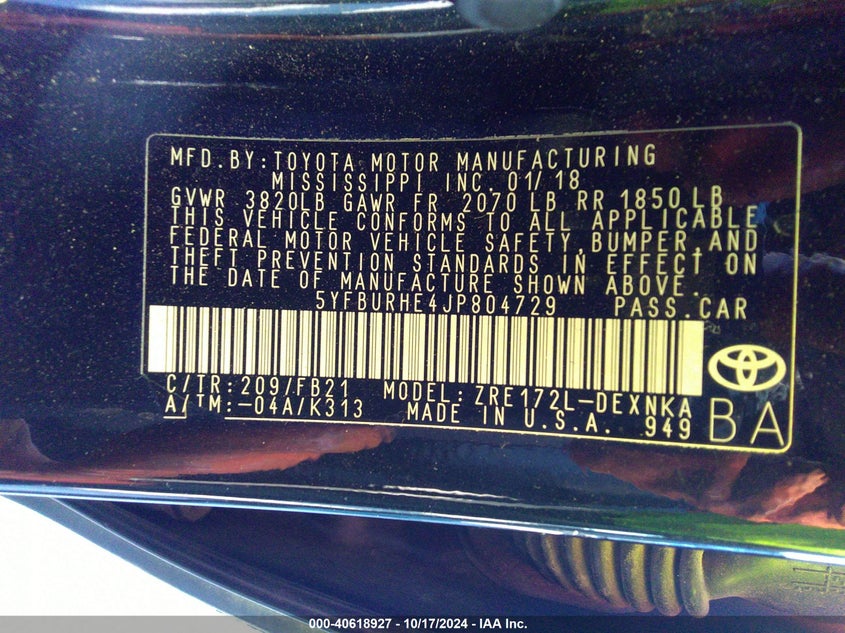 MFD.BY:TOYOTA MOTOR MANUFACTURING
MISSISSIPPI INC. 01/18
GVWR 3820LB GAWR FR 2070 LB RR 1850LB
THIS VEHICLE CONFORMS TO ALL APPLICABLE
FEDERAL MOTOR VEHICLE SAFETY,BUMPER,AND
THEFT PREVENTION STANDARDS IN EFFECT ON
THE DATE OF MANUFACTURE SHOWN ABOVE.
5YFBURHE4JP804729 PASS.CAR
C/TR:209/FB21 MODEL:ZRE172L-DEXNKA
A/TM:-04A/K313 MADE IN U.S.A. 949 BA
000-40618927 - 10/17/2024 - IAA Inc.